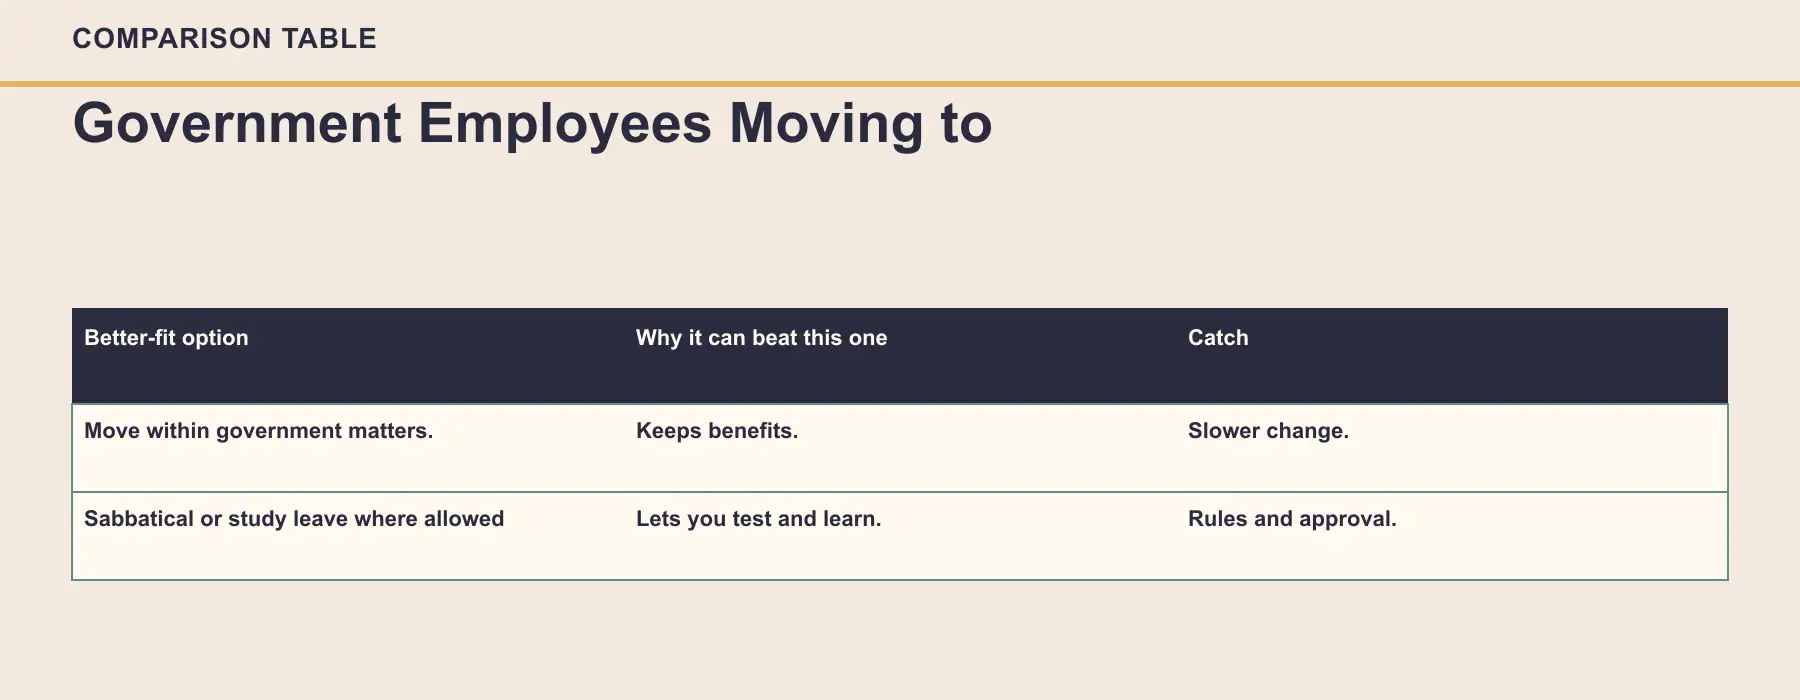 COMPARISON TABLE
Government Employees Moving to
Better-fit option Why it can beat this one Catch
Move within government matters. Keeps benefits. Slower change.
Sabbatical or study leave where allowed Lets you test and learn. Rules and approval.